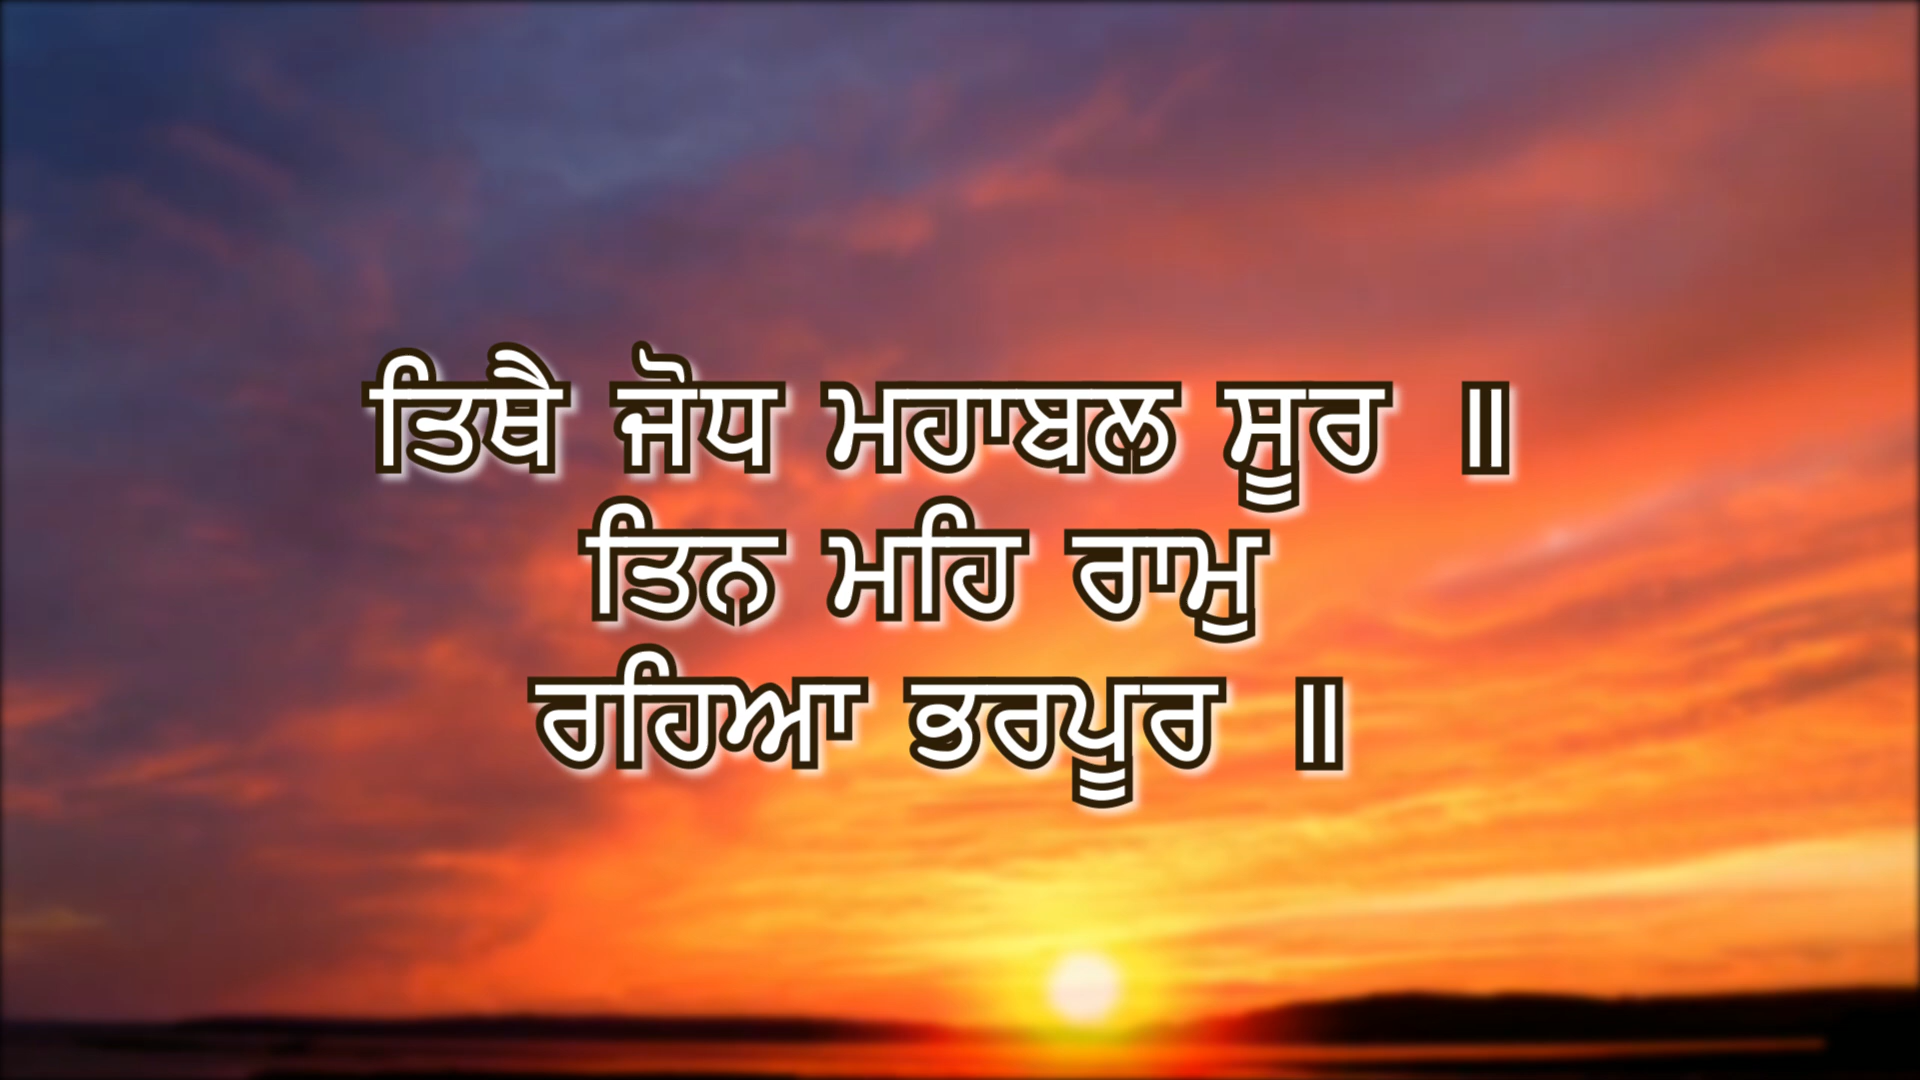 ਤਿਥੈ ਜੋਧ ਮਹਾਬਲ ਸੂਰ ॥
ਤਿਨ ਮਹਿ ਰਾਮੁ
ਰਹਿਆ ਭਰਪੂਰ ॥